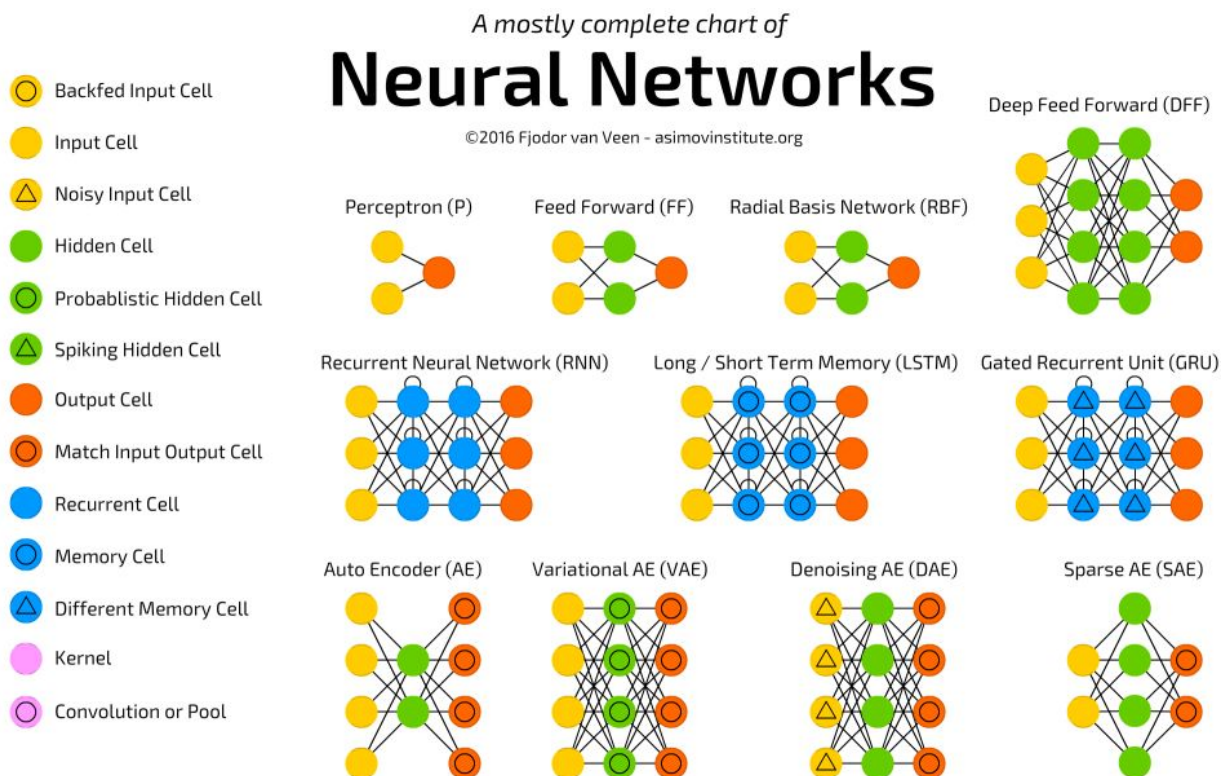 A mostly complete chart of
Neural Networks
©2016 Fjodor van Veen - asimovinstitute.org
Backfed Input Cell
Input Cell
Noisy Input Cell
Hidden Cell
Probablistic Hidden Cell
Spiking Hidden Cell
Output Cell
Match Input Output Cell
Recurrent Cell
Memory Cell
Different Memory Cell
Kernel
Convolution or Pool
Perceptron (P)
Feed Forward (FF)
Radial Basis Network (RBF)
Deep Feed Forward (DFF)
Recurrent Neural Network (RNN)
Long / Short Term Memory (LSTM)
Gated Recurrent Unit (GRU)
Auto Encoder (AE)
Variational AE (VAE)
Denoising AE (DAE)
Sparse AE (SAE)